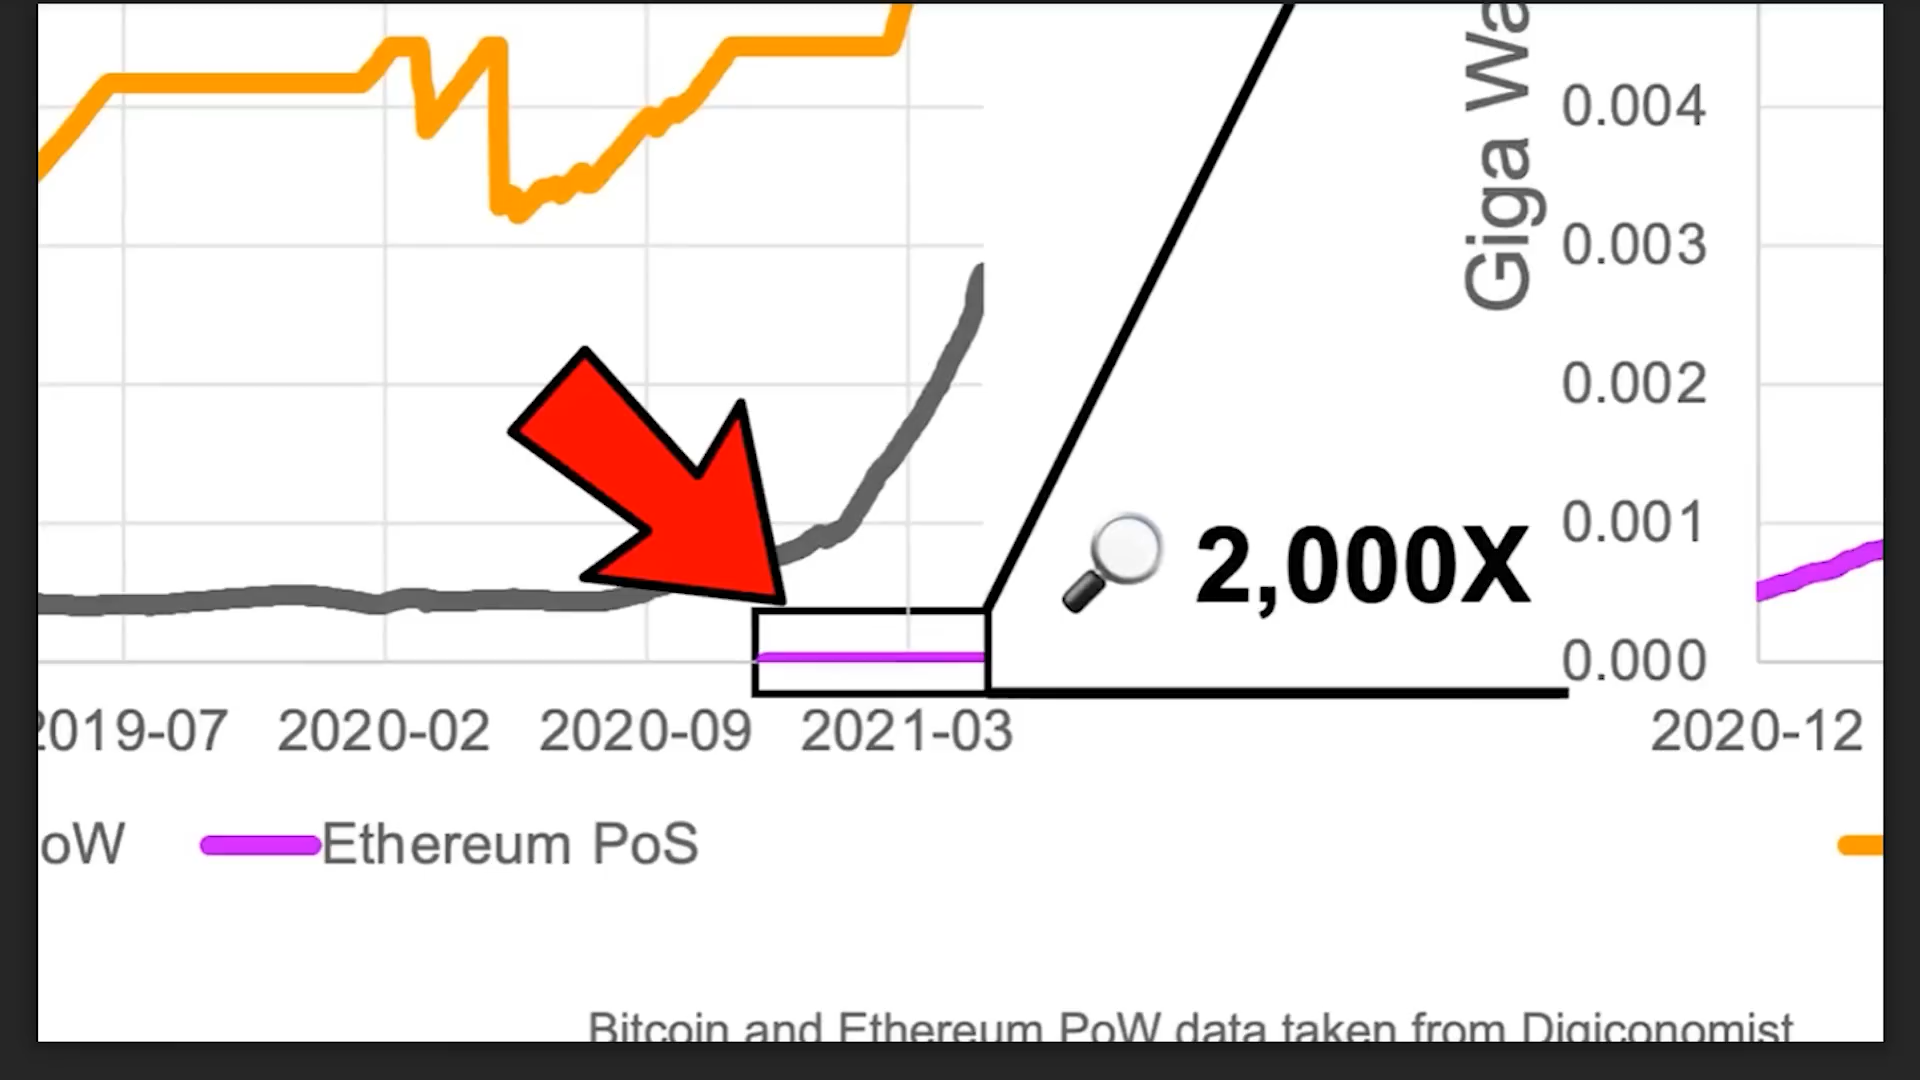 Giga Wa
0.004
0.003
0.002
0.001
0.000
2,000X
2019-07 2020-02 2020-09 2021-03
2020-12
oW Ethereum PoS
Bitcoin and Ethereum PoW data taken from Digiconomist